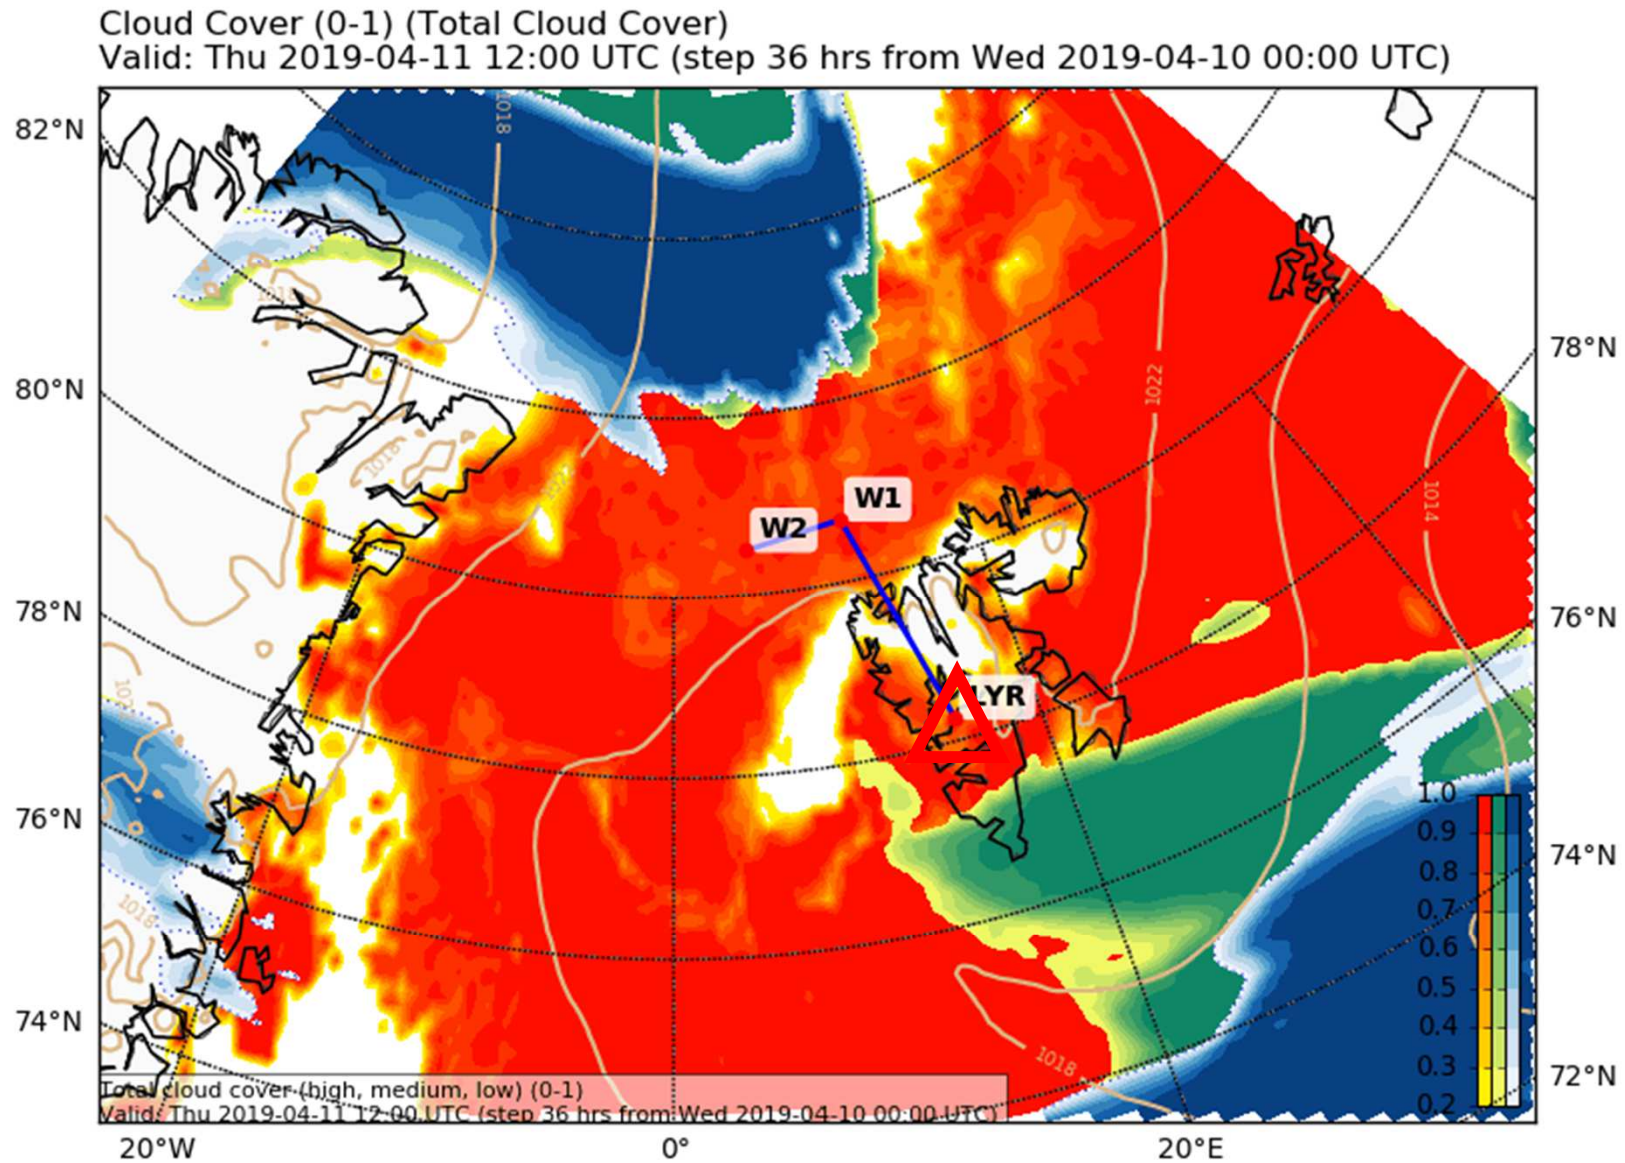 Cloud Cover (0-1) (Total Cloud Cover)
Valid: Thu 2019-04-11 12:00 UTC (step 36 hrs from Wed 2019-04-10 00:00 UTC)
82°N
1018
1018
80°N
78°N
1022
1018
1014
W1
W2
78°N
76°N
LYR
1.0
76°N
0.9
74°N
0.8
0.7
1018
0.6
0.5
74°N
0.4
1018
0.3
72°N
0.2
Total cloud cover (high, medium, low) (0-1)
Valid: Thu 2019-04-11 12:00 UTC (step 36 hrs from Wed 2019-04-10 00:00 UTC)
20°W
0°
20°E